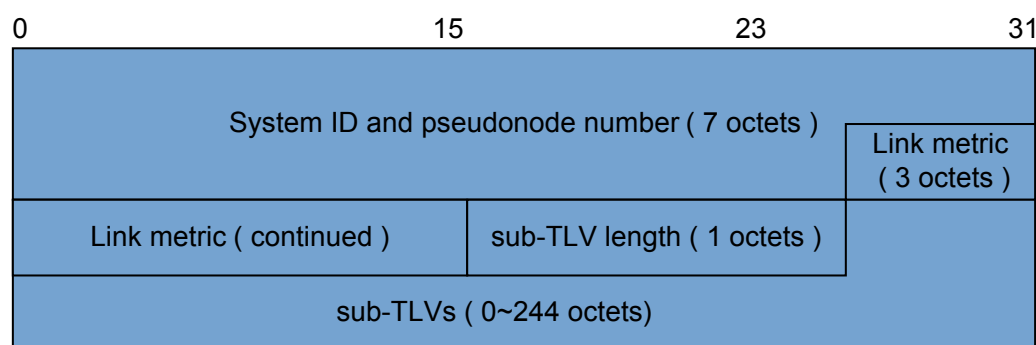 0 15 23 31
System ID and pseudonode number ( 7 octets )
Link metric
( 3 octets )
Link metric ( continued ) sub-TLV length ( 1 octets )
sub-TLVs ( 0~244 octets)